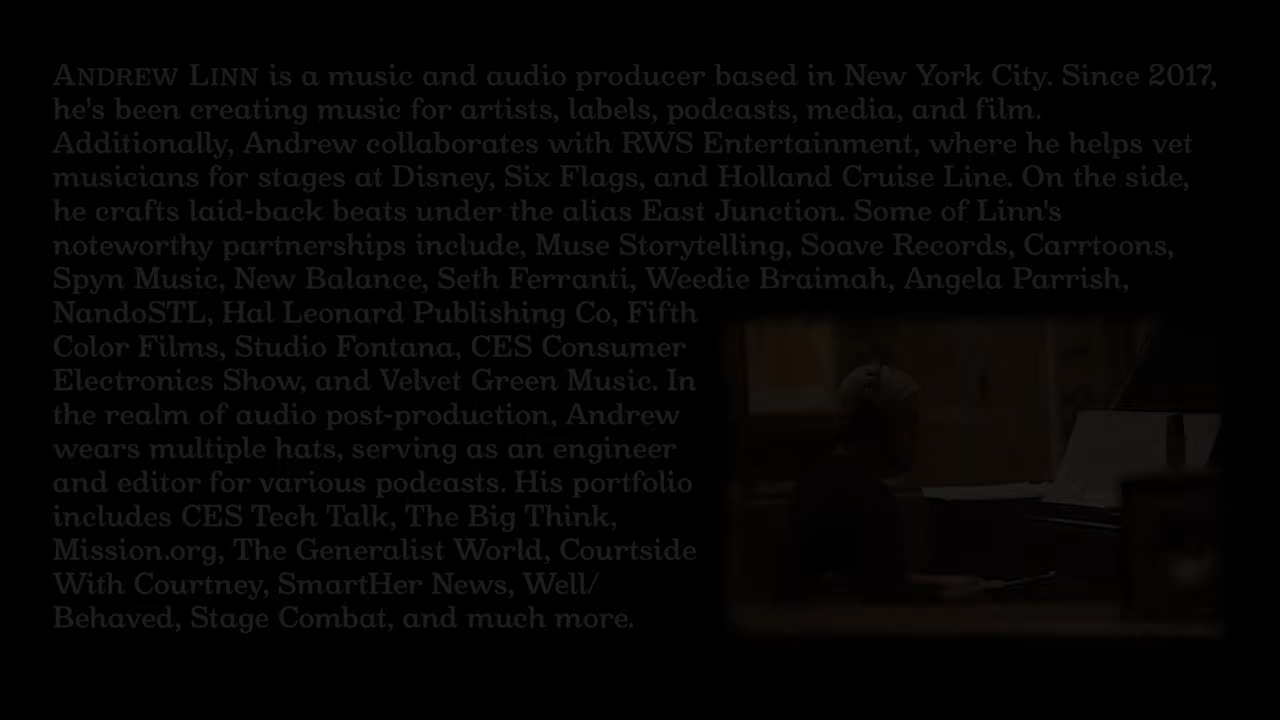 ANDREW LINN is a music and audio producer based in New York City. Since 2017,
he's been creating music for artists, labels, podcasts, media, and film.
Additionally, Andrew collaborates with RWS Entertainment, where he helps vet
musicians for stages at Disney, Six Flags, and Holland Cruise Line. On the side,
he crafts laid-back beats under the alias East Junction. Some of Linn's
noteworthy partnerships include, Muse Storytelling, Soave Records, Carrtoons,
Spyn Music, New Balance, Seth Ferranti, Weedie Braimah, Angela Parrish,
NandoSTL, Hal Leonard Publishing Co, Fifth
Color Films, Studio Fontana, CES Consumer
Electronics Show, and Velvet Green Music. In
the realm of audio post-production, Andrew
wears multiple hats, serving as an engineer
and editor for various podcasts. His portfolio
includes CES Tech Talk, The Big Think,
Mission.org, The Generalist World, Courtside
With Courtney, SmartHer News, Well/
Behaved, Stage Combat, and much more.